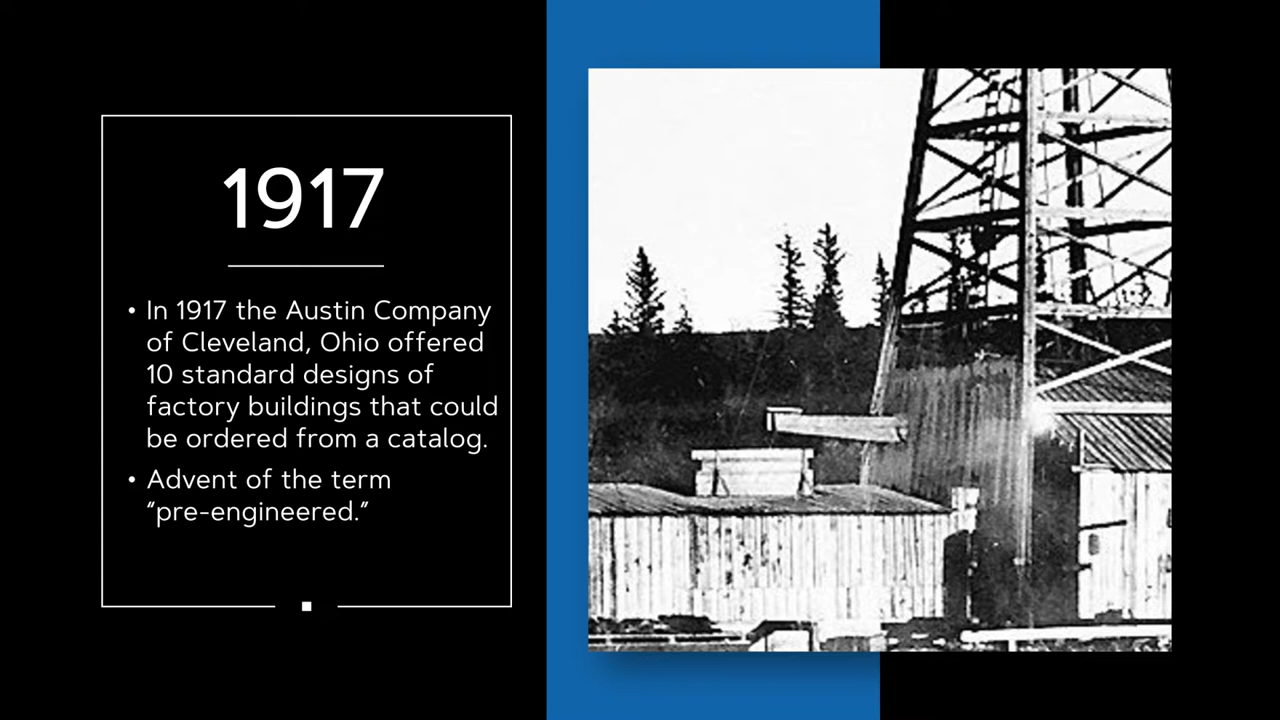 1917
• In 1917 the Austin Company
of Cleveland, Ohio offered
10 standard designs of
factory buildings that could
be ordered from a catalog.
• Advent of the term
“pre-engineered.”